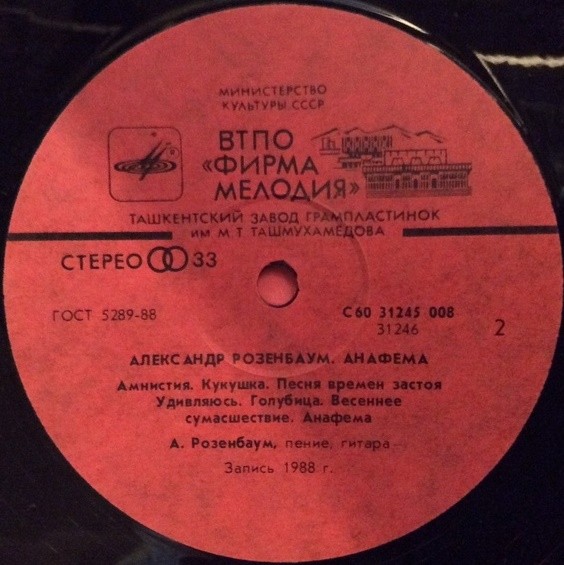 МИНИСТЕРСТВО
КУЛЬТУРЫ СССР
ВТПО
«ФИРМА
МЕЛОДИЯ»
ТАШКЕНТСКИЙ ЗАВОД ГРАМПЛАСТИНОК
ИМ М Т ТАШМУХАМЕДОВА
СТЕРЕО 33
ГОСТ 5289-88
С60 31245 008
31246
2
АЛЕКСАНДР РОЗЕНБАУМ. АНАФЕМА
Амнистия. Кукушка. Песня времен застоя
Удивляюсь. Голубица. Весеннее
сумасшествие. Анафема
А. Розенбаум, пение, гитара
Запись 1988 г.